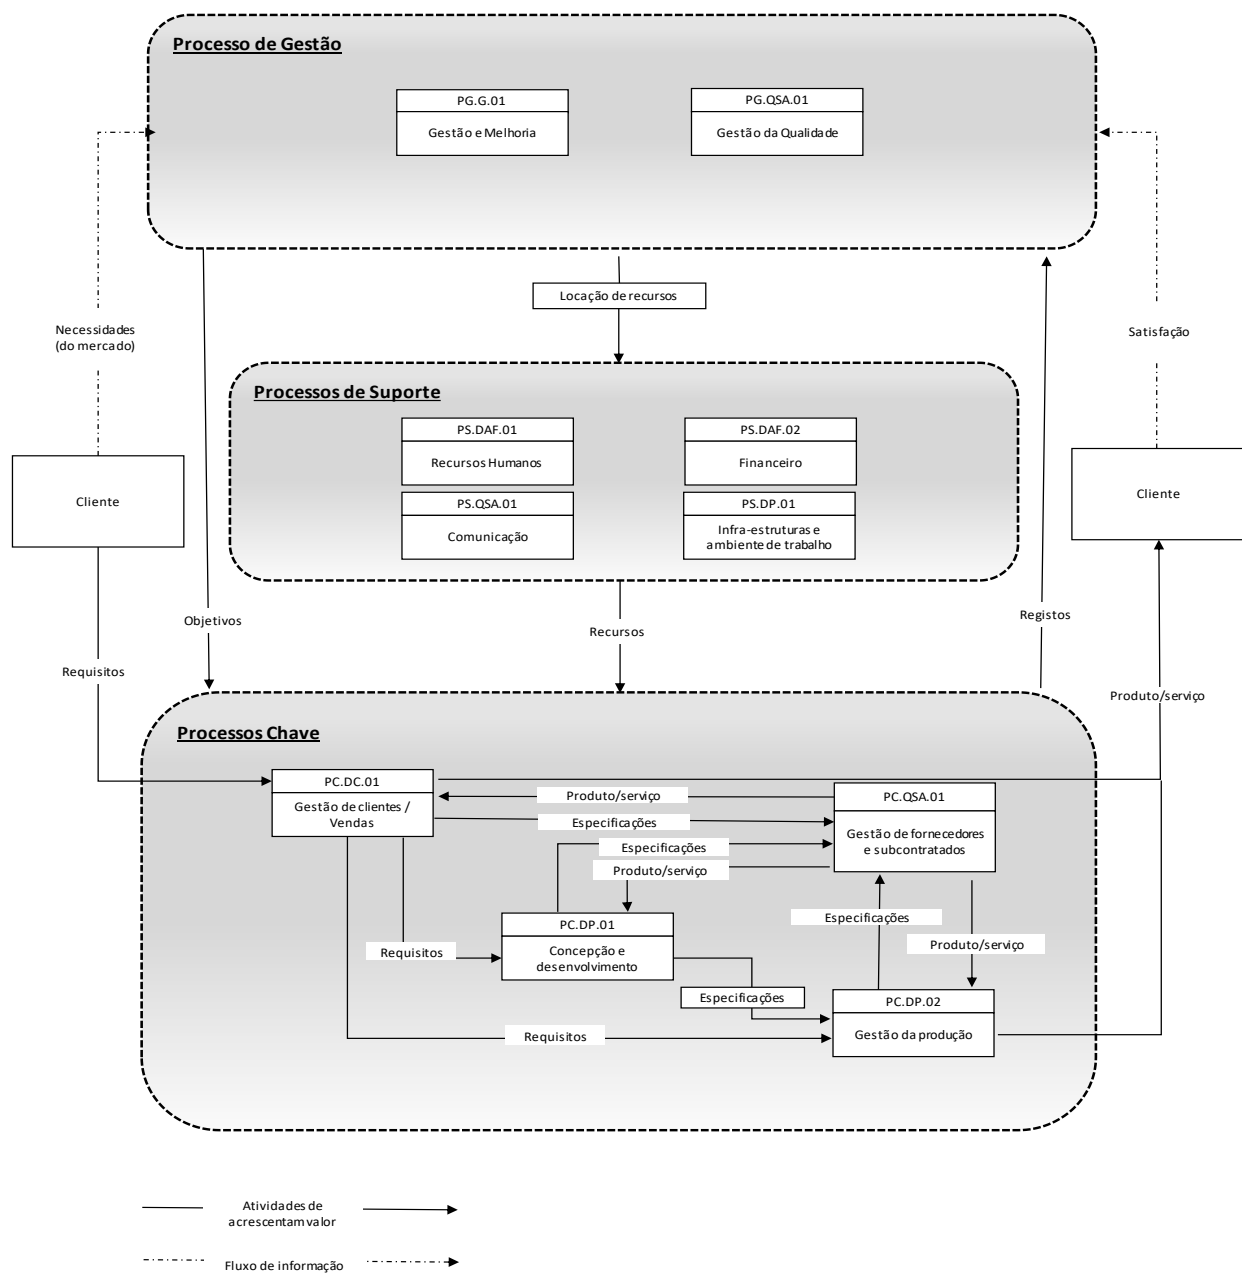 Processo de Gestão
PG.G.01
Gestão e Melhoria
PG.QSA.01
Gestão da Qualidade
Locação de recursos
Necessidades
(do mercado)
Satisfação
Processos de Suporte
PS.DAF.01
Recursos Humanos
PS.DAF.02
Financeiro
PS.QSA.01
Comunicação
PS.DP.01
Infra-estruturas e
ambiente de trabalho
Cliente
Cliente
Objetivos
Recursos
Registos
Requisitos
Produto/serviço
Processos Chave
PC.DC.01
Gestão de clientes /
Vendas
Produto/serviço
Especificações
Especificações
Produto/serviço
PC.QSA.01
Gestão de fornecedores
e subcontratados
PC.DP.01
Concepção e
desenvolvimento
Requisitos
Especificações
Produto/serviço
Especificações
PC.DP.02
Gestão da produção
Requisitos
Atividades de
acrescentam valor
Fluxo de informação